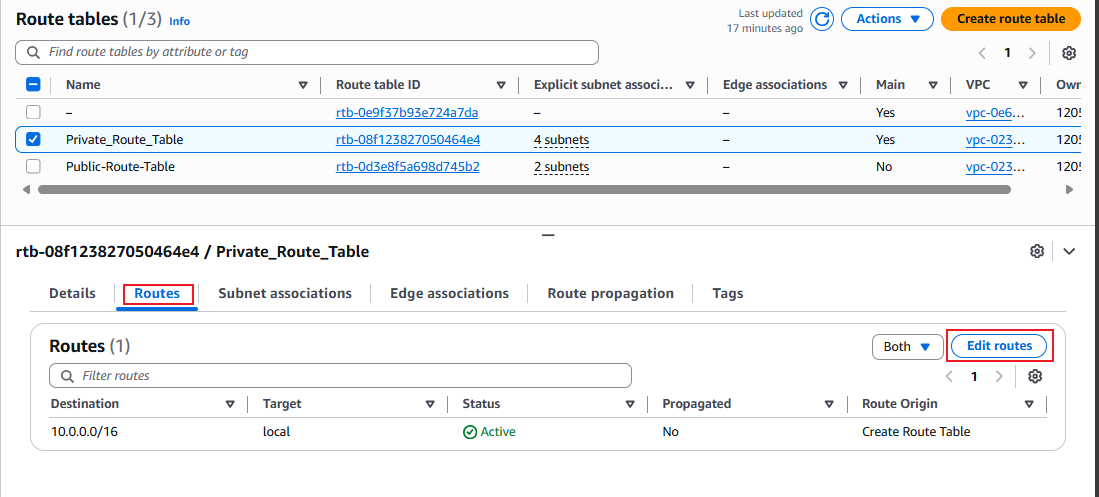 Route tables (1/3) Info
Last updated
17 minutes ago
Actions
Create route table
Find route tables by attribute or tag
1
Name Route table ID Explicit subnet associ... Edge associations Main VPC Own
– rtb-0e9f37b93e724a7da – – Yes vpc-0e6... 1205
Private_Route_Table rtb-08f123827050464e4 4 subnets – Yes vpc-023... 1205
Public-Route-Table rtb-0d3e8f5a698d745b2 2 subnets – No vpc-023... 1205
rtb-08f123827050464e4 / Private_Route_Table
Details Routes Subnet associations Edge associations Route propagation Tags
Routes (1)
Both
Edit routes
Filter routes
1
Destination Target Status Propagated Route Origin
10.0.0.0/16 local Active No Create Route Table